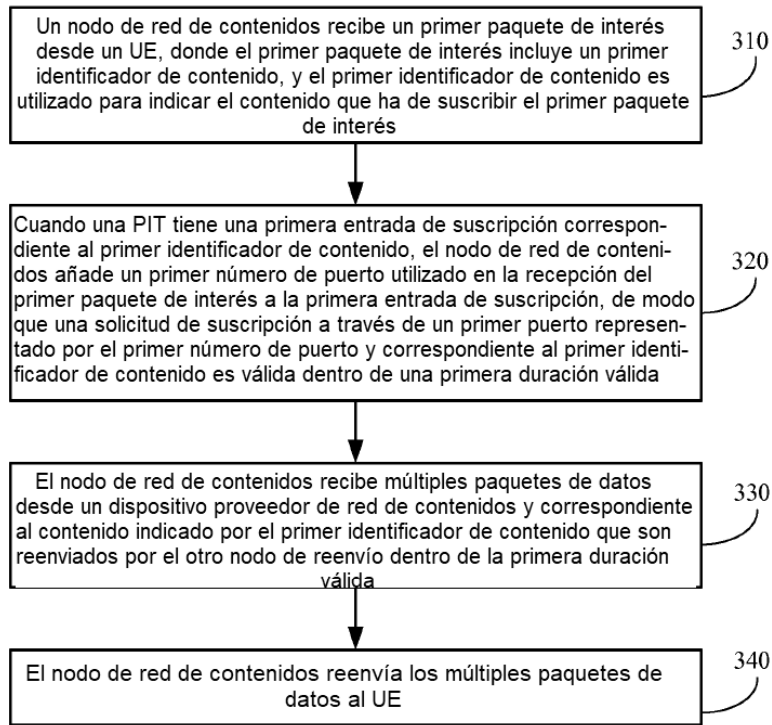 Un nodo de red de contenidos recibe un primer paquete de interés
desde un UE, donde el primer paquete de interés incluye un primer
identificador de contenido, y el primer identificador de contenido es
utilizado para indicar el contenido que ha de suscribir el primer paquete
de interés
310
Cuando una PIT tiene una primera entrada de suscripción correspon-
diente al primer identificador de contenido, el nodo de red de conteni-
dos añade un primer número de puerto utilizado en la recepción del
primer paquete de interés a la primera entrada de suscripción, de modo
que una solicitud de suscripción a través de un primer puerto represen-
tado por el primer número de puerto y correspondiente al primer identi-
ficador de contenido es válida dentro de una primera duración válida
320
El nodo de red de contenidos recibe múltiples paquetes de datos
desde un dispositivo proveedor de red de contenidos y correspondiente
al contenido indicado por el primer identificador de contenido que son
reenviados por el otro nodo de reenvío dentro de la primera duración
válida
330
El nodo de red de contenidos reenvía los múltiples paquetes de
datos al UE
340